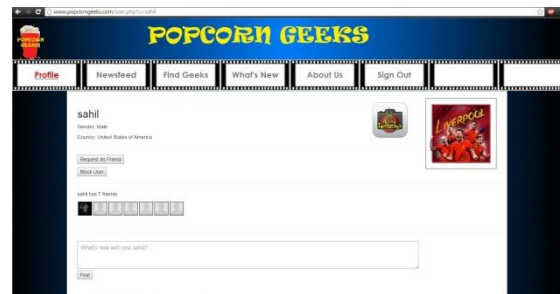 www.popcorngeeks.com/user.php?u=sahil
POPCORN GEEKS
Profile
Newsfeed
Find Geeks
What's New
About Us
Sign Out
sahil
Gender: Male
Country: United States of America
LIVERPOOL
Request As Friend
Block User
sahil has 7 friends
What's new with you sahil?
Post